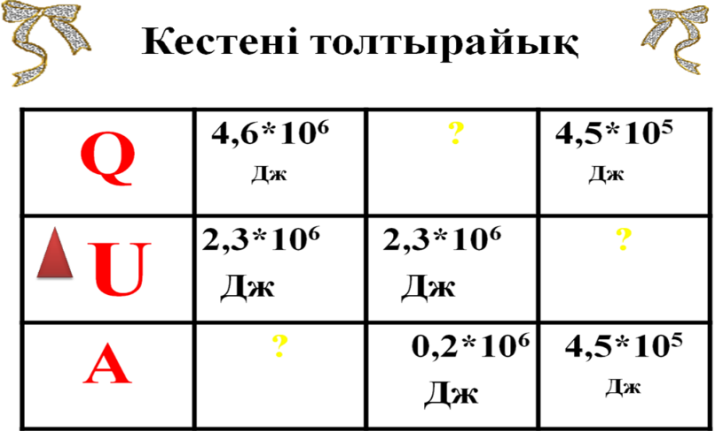 Кестені толтырайық
Q 4,6*10⁶ Дж ? 4,5*10⁵ Дж
U 2,3*10⁶ Дж 2,3*10⁶ Дж ?
A ? 0,2*10⁶ Дж 4,5*10⁵ Дж